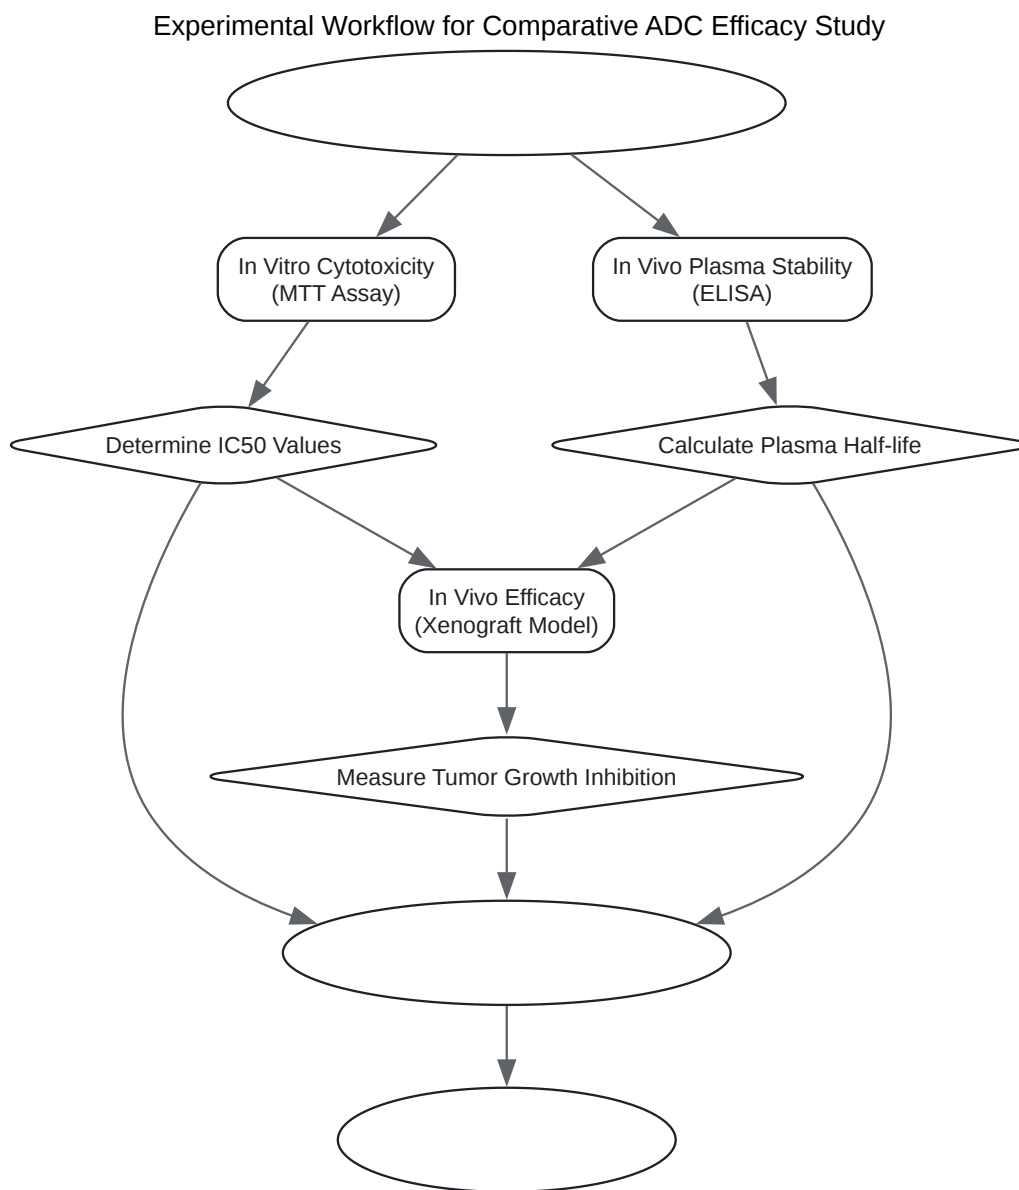 Experimental Workflow for Comparative ADC Efficacy Study
In Vitro Cytotoxicity
(MTT Assay)
In Vivo Plasma Stability
(ELISA)
Determine IC50 Values
Calculate Plasma Half-life
In Vivo Efficacy
(Xenograft Model)
Measure Tumor Growth Inhibition